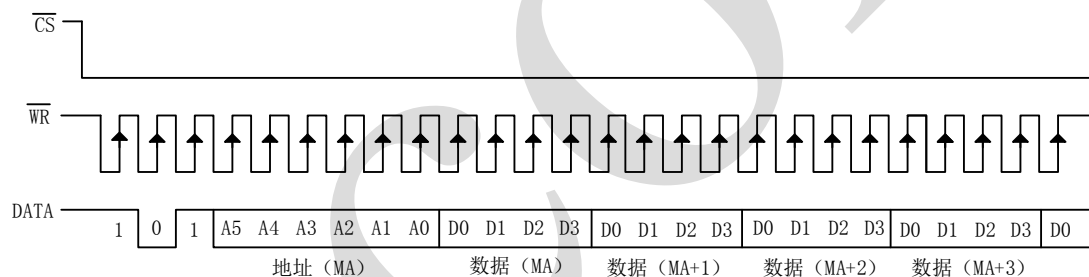 CS
WR
DATA 1 0 1 A5 A4 A3 A2 A1 A0 D0 D1 D2 D3 D0 D1 D2 D3 D0 D1 D2 D3 D0 D1 D2 D3 D0
地址（MA） 数据（MA） 数据（MA+1） 数据（MA+2） 数据（MA+3）